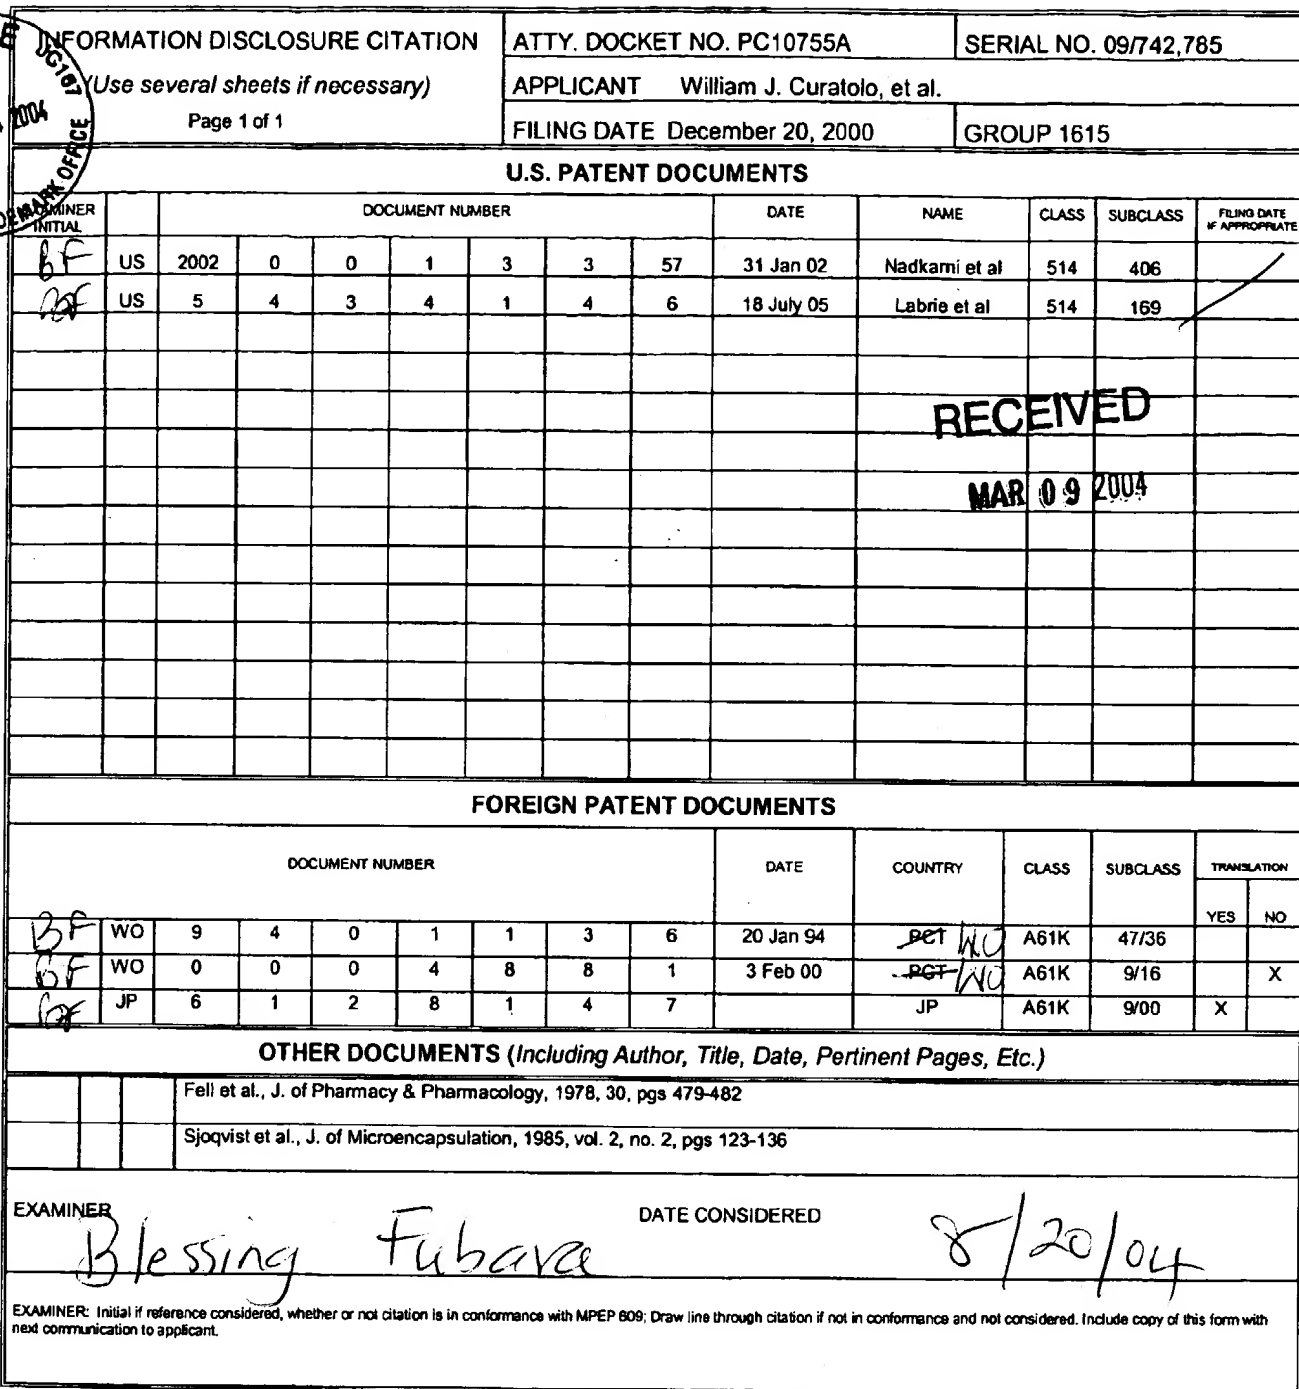 INFORMATION DISCLOSURE CITATION
(Use several sheets if necessary)
Page 1 of 1
ATTY. DOCKET NO. PC10755A
SERIAL NO. 09/742,785
APPLICANT William J. Curatolo, et al.
FILING DATE December 20, 2000
GROUP 1615
JC167
2004
OFFICE
U.S. PATENT DOCUMENTS
EXAMINER INITIAL DOCUMENT NUMBER DATE NAME CLASS SUBCLASS FILING DATE IF APPROPRIATE
BF US 2002 0 0 1 3 3 57 31 Jan 02 Nadkarni et al 514 406
BF US 5 4 3 4 1 4 6 18 July 05 Labrie et al 514 169
RECEIVED
MAR 09 2004
FOREIGN PATENT DOCUMENTS
DOCUMENT NUMBER DATE COUNTRY CLASS SUBCLASS TRANSLATION
YES NO
BF WO 9 4 0 1 1 3 6 20 Jan 94 PCT WO A61K 47/36
BF WO 0 0 0 4 8 8 1 3 Feb 00 PCT WO A61K 9/16 X
BF JP 6 1 2 8 1 4 7 JP A61K 9/00 X
OTHER DOCUMENTS (Including Author, Title, Date, Pertinent Pages, Etc.)
Fell et al., J. of Pharmacy & Pharmacology, 1978, 30, pgs 479-482
Sjoqvist et al., J. of Microencapsulation, 1985, vol. 2, no. 2, pgs 123-136
EXAMINER Blessing Fubara DATE CONSIDERED 8/20/04
EXAMINER: Initial if reference considered, whether or not citation is in conformance with MPEP 609; Draw line through citation if not in conformance and not considered. Include copy of this form with
next communication to applicant.